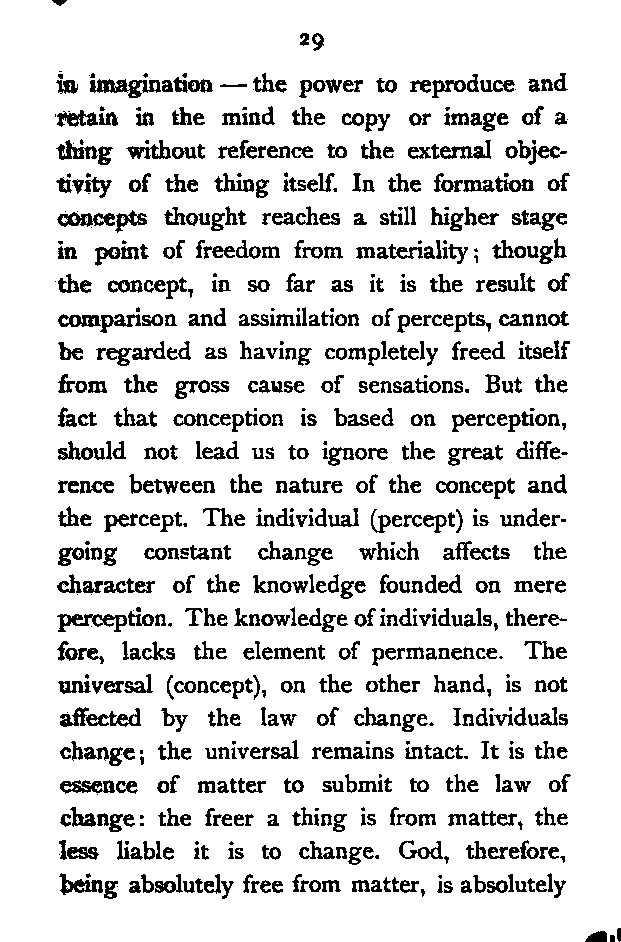 29
in imagination — the power to reproduce and
retain in the mind the copy or image of a
thing without reference to the external objec-
tivity of the thing itself. In the formation of
concepts thought reaches a still higher stage
in point of freedom from materiality; though
the concept, in so far as it is the result of
comparison and assimilation of percepts, cannot
be regarded as having completely freed itself
from the gross cause of sensations. But the
fact that conception is based on perception,
should not lead us to ignore the great diffe-
rence between the nature of the concept and
the percept. The individual (percept) is under-
going constant change which affects the
character of the knowledge founded on mere
perception. The knowledge of individuals, there-
fore, lacks the element of permanence. The
universal (concept), on the other hand, is not
affected by the law of change. Individuals
change; the universal remains intact. It is the
essence of matter to submit to the law of
change: the freer a thing is from matter, the
less liable it is to change. God, therefore,
being absolutely free from matter, is absolutely